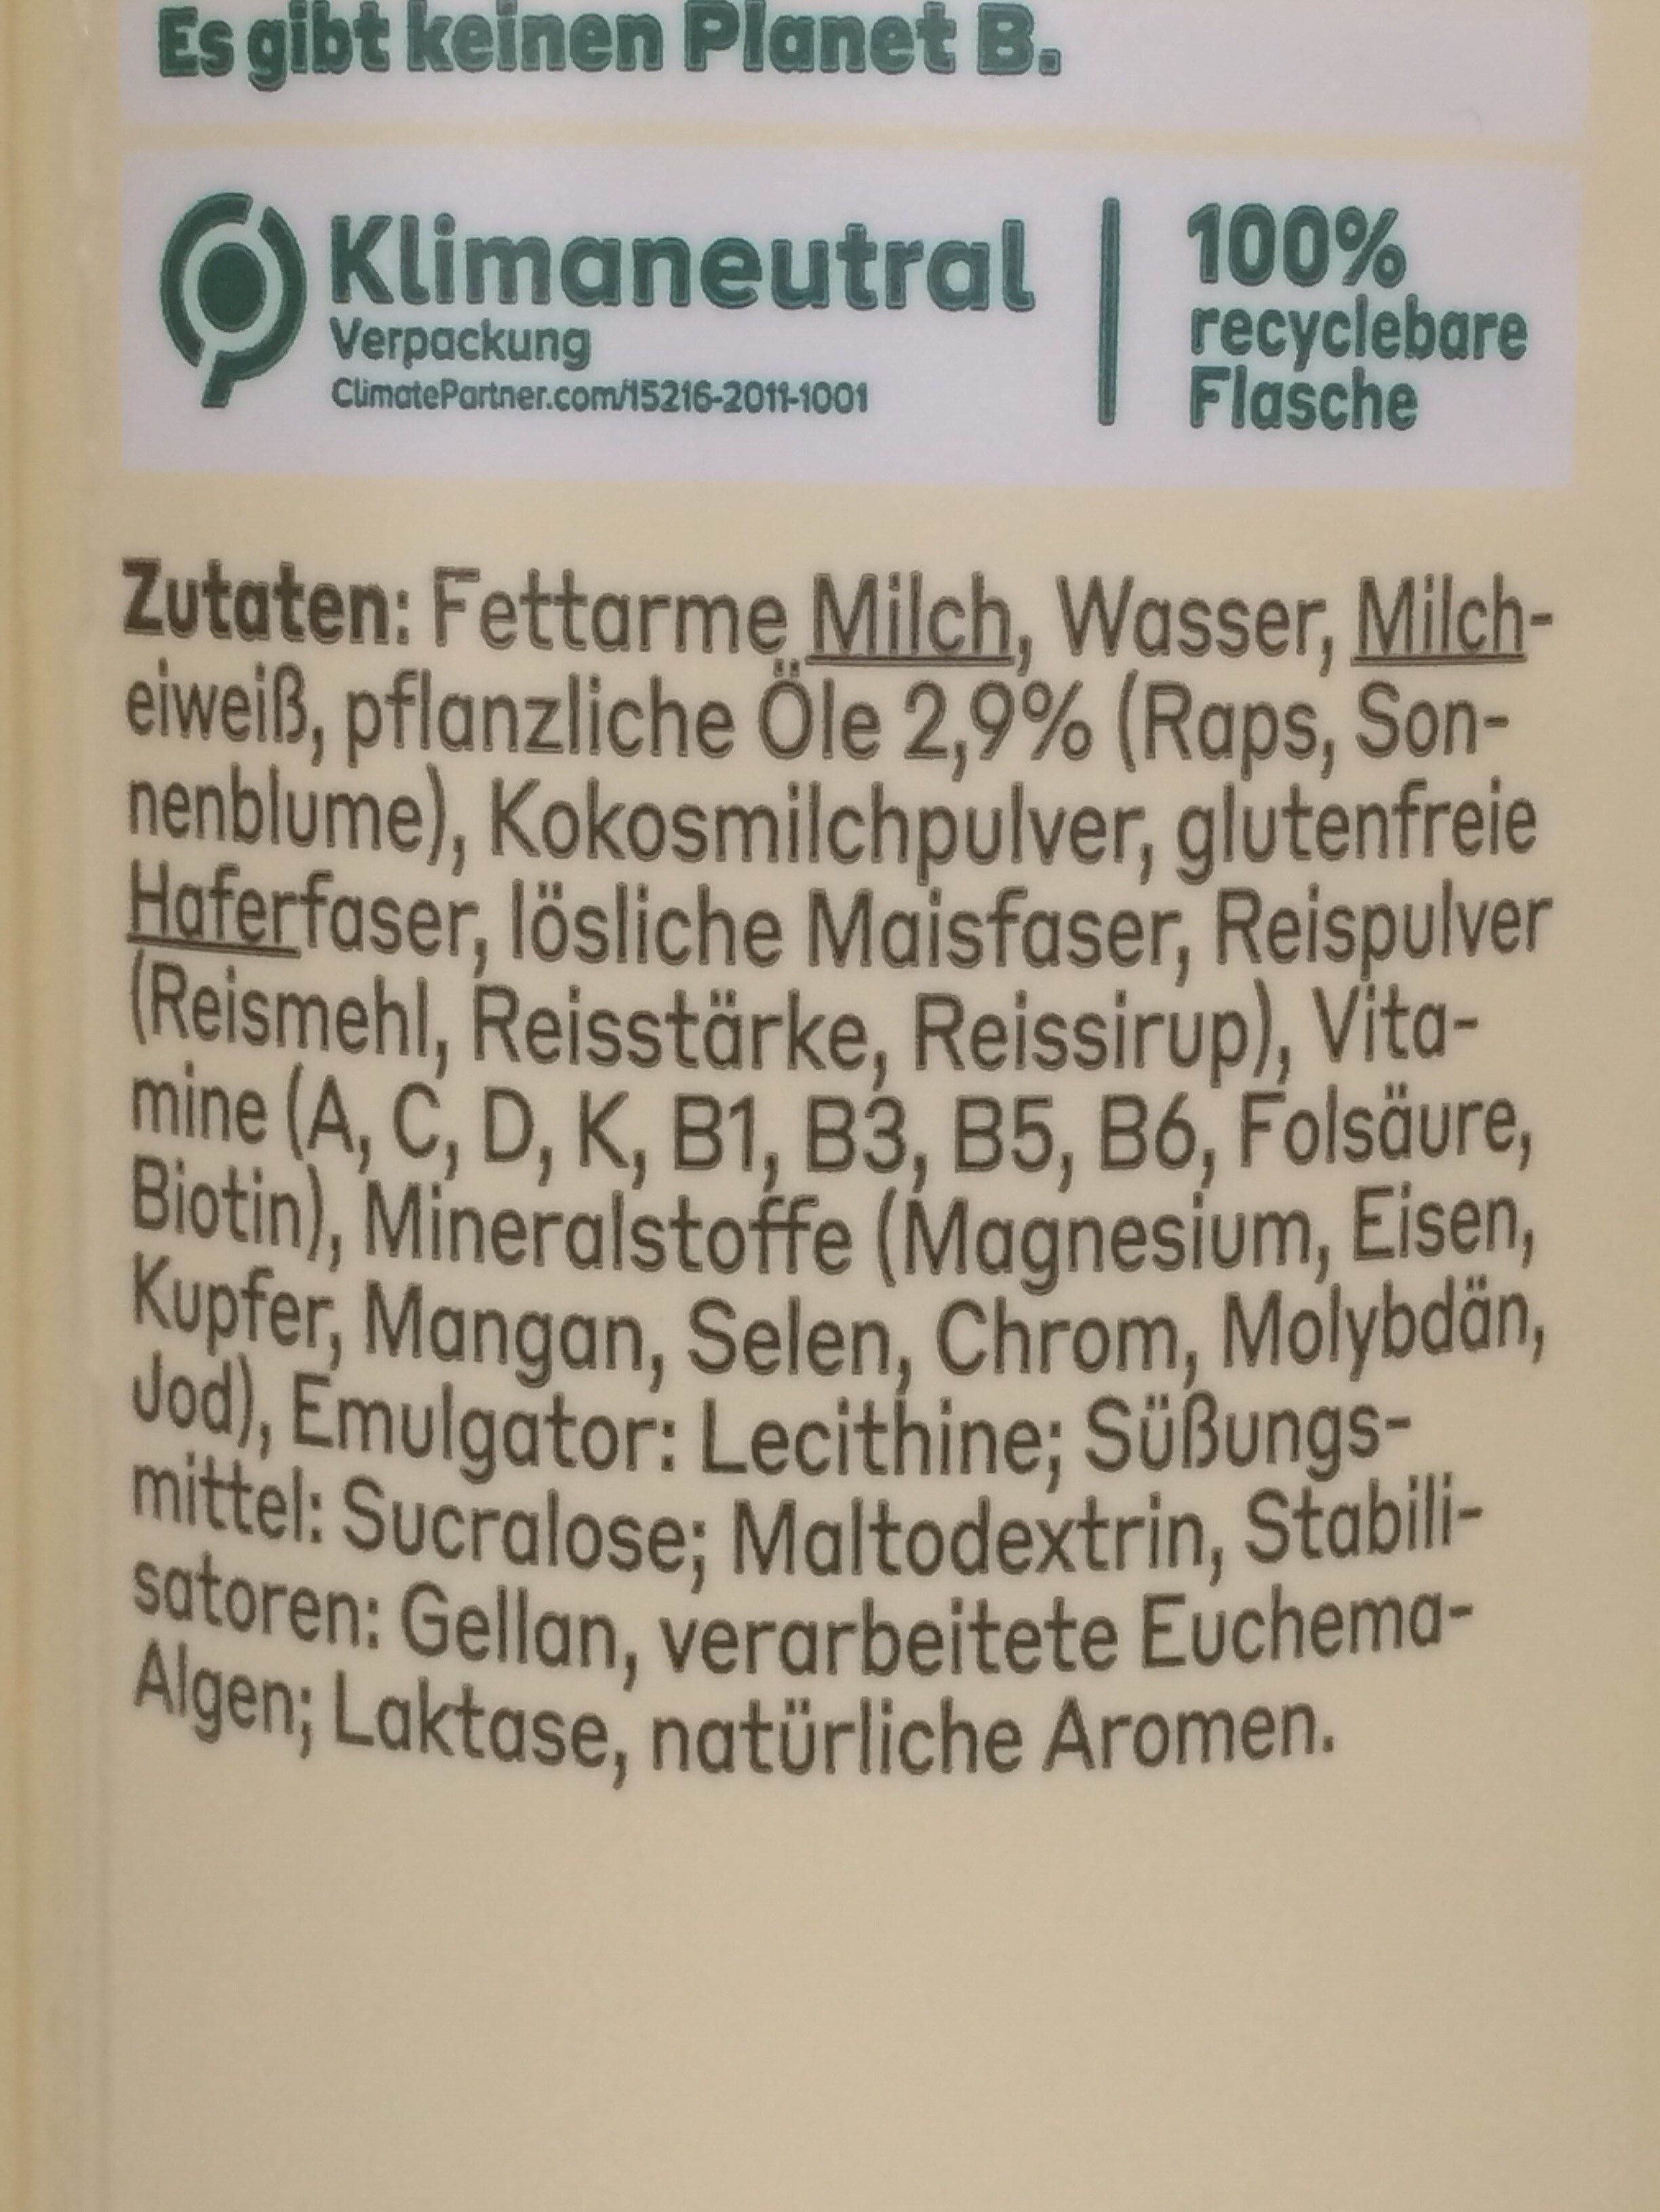 Es gibt keinen Planet B.
Klimaneutral
Verpackung
ClimatePartner.com/15216-2011-1001
100%
recyclebare
Flasche
Zutaten: Fettarme Milch, Wasser, Milch-
eiweiß, pflanzliche Öle 2,9% (Raps, Son-
nenblume), Kokosmilchpulver, glutenfreie
Haferfaser, lösliche Maisfaser, Reispulver
(Reismehl, Reisstärke, Reissirup), Vita-
mine (A, C, D, K, B1, B3, B5, B6, Folsäure,
Biotin), Mineralstoffe (Magnesium, Eisen,
Kupfer, Mangan, Selen, Chrom, Molybdän,
Jod), Emulgator: Lecithine; Süßungs-
mittel: Sucralose; Maltodextrin, Stabili-
satoren: Gellan, verarbeitete Euchema-
Algen; Laktase, natürliche Aromen.